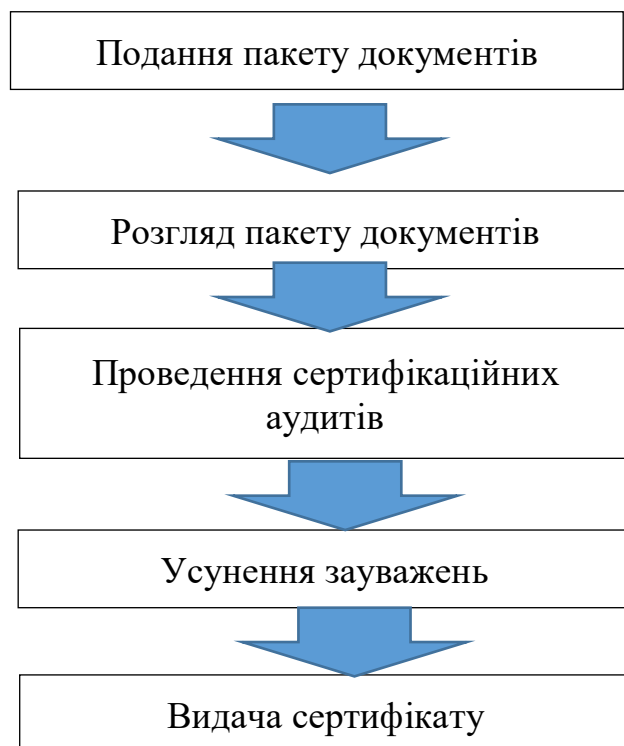 Подання пакету документів
Розгляд пакету документів
Проведення сертифікаційних
аудитів
Усунення зауважень
Видача сертифікату